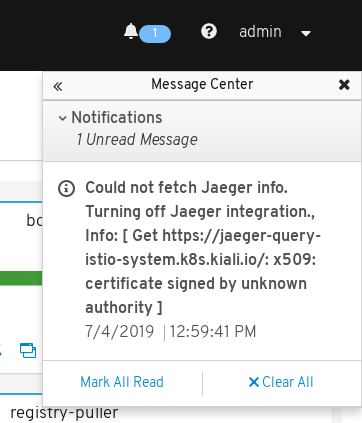 1
admin
Message Center
Notifications
1 Unread Message
Could not fetch Jaeger info.
Turning off Jaeger integration.,
Info: [ Get https://jaeger-query-
istio-system.k8s.kiali.io/: x509:
certificate signed by unknown
authority ]
7/4/2019 | 12:59:41 PM
Mark All Read
Clear All
registry-puller